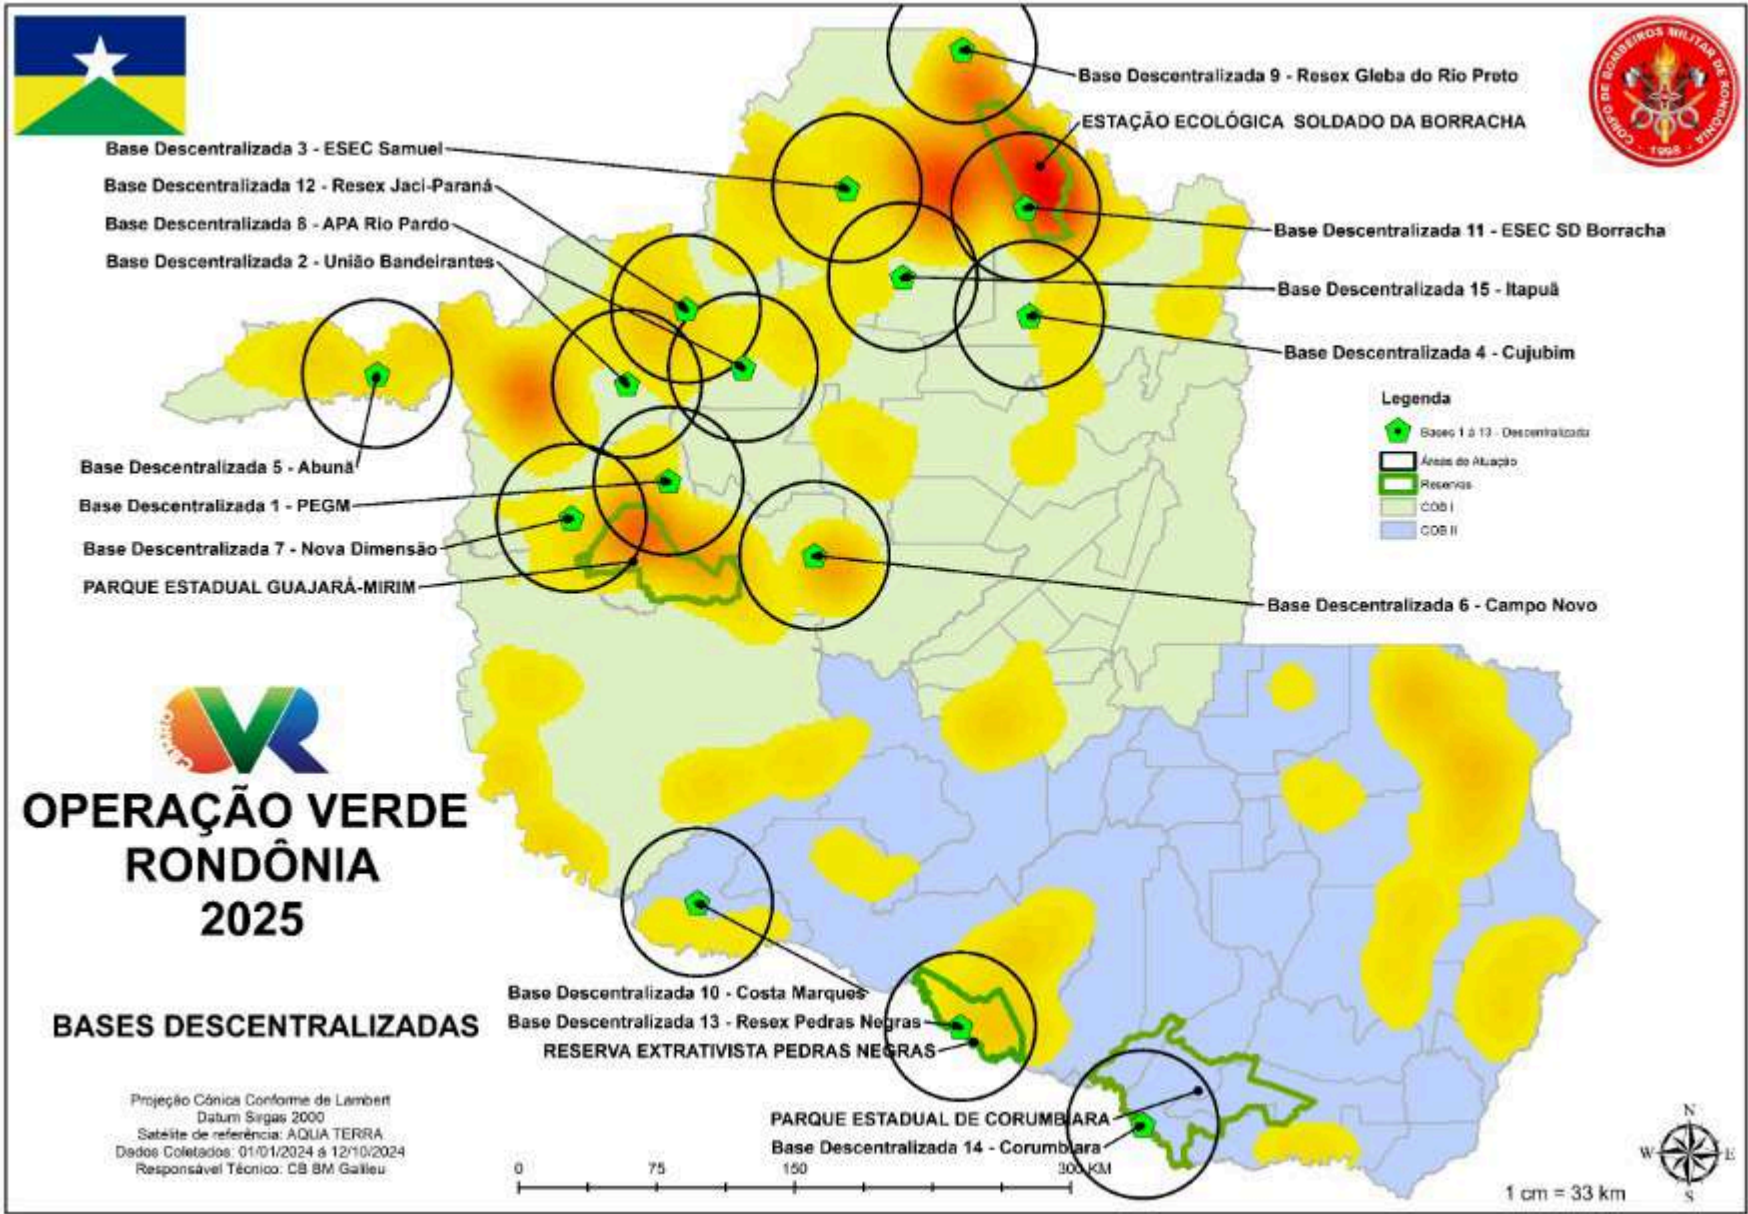 CORPO DE BOMBEIROS MILITAR DE RONDÔNIA
1998
Base Descentralizada 9 - Resex Gleba do Rio Preto
ESTAÇÃO ECOLÓGICA SOLDADO DA BORRACHA
Base Descentralizada 3 - ESEC Samuel
Base Descentralizada 12 - Resex Jaci-Paraná
Base Descentralizada 8 - APA Rio Pardo
Base Descentralizada 2 - União Bandeirantes
Base Descentralizada 11 - ESEC SD Borracha
Base Descentralizada 15 - Itapuã
Base Descentralizada 4 - Cujubim
Legenda
Bases 1 à 13 - Descentralizada
Áreas de Atuação
Reservas
COB I
COB II
Base Descentralizada 5 - Abunã
Base Descentralizada 1 - PEGM
Base Descentralizada 7 - Nova Dimensão
PARQUE ESTADUAL GUAJARÁ-MIRIM
Base Descentralizada 6 - Campo Novo
OVR
OPERAÇÃO VERDE
RONDÔNIA
2025
BASES DESCENTRALIZADAS
Base Descentralizada 10 - Costa Marques
Base Descentralizada 13 - Resex Pedras Negras
RESERVA EXTRATIVISTA PEDRAS NEGRAS
PARQUE ESTADUAL DE CORUMBIARA
Base Descentralizada 14 - Corumbiara
Projeção Cônica Conforme de Lambert
Datum Sirgas 2000
Satélite de referência: AQUA TERRA
Dados Coletados: 01/01/2024 à 12/10/2024
Responsável Técnico: CB BM Galileu
0 75 150 300 KM
N
W E
S
1 cm = 33 km